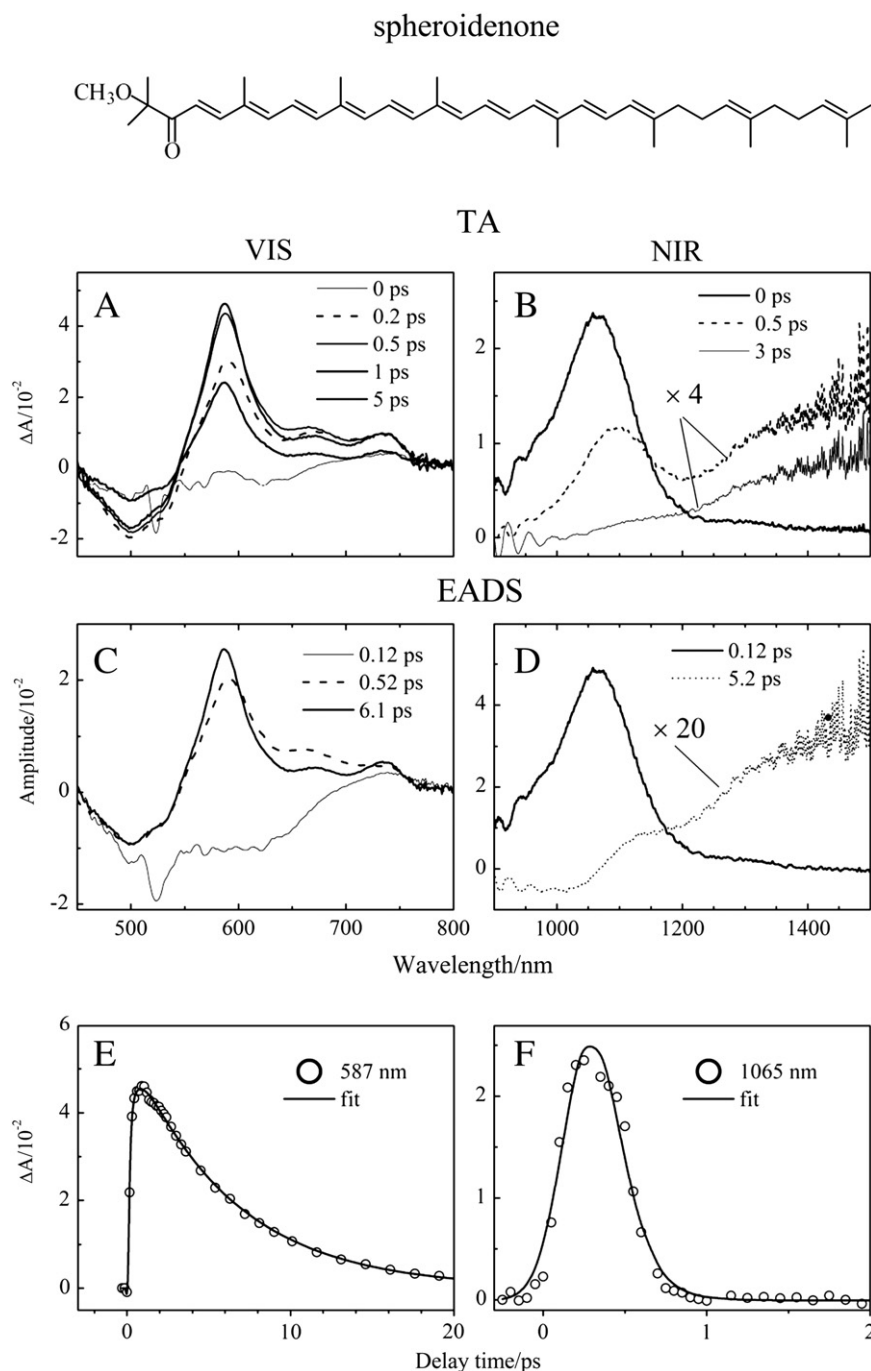 spheroidenone
CH₃O
O
TA
VIS
NIR
A
0 ps
0.2 ps
0.5 ps
1 ps
5 ps
ΔA/10⁻²
4
2
0
-2
B
0 ps
0.5 ps
3 ps
× 4
2
1
0
EADS
C
0.12 ps
0.52 ps
6.1 ps
Amplitude/10⁻²
2
0
-2
500
600
700
800
D
0.12 ps
5.2 ps
× 20
4
2
0
1000
1200
1400
Wavelength/nm
E
587 nm
fit
ΔA/10⁻²
6
4
2
0
0
10
20
F
1065 nm
fit
2
1
0
0
1
2
Delay time/ps